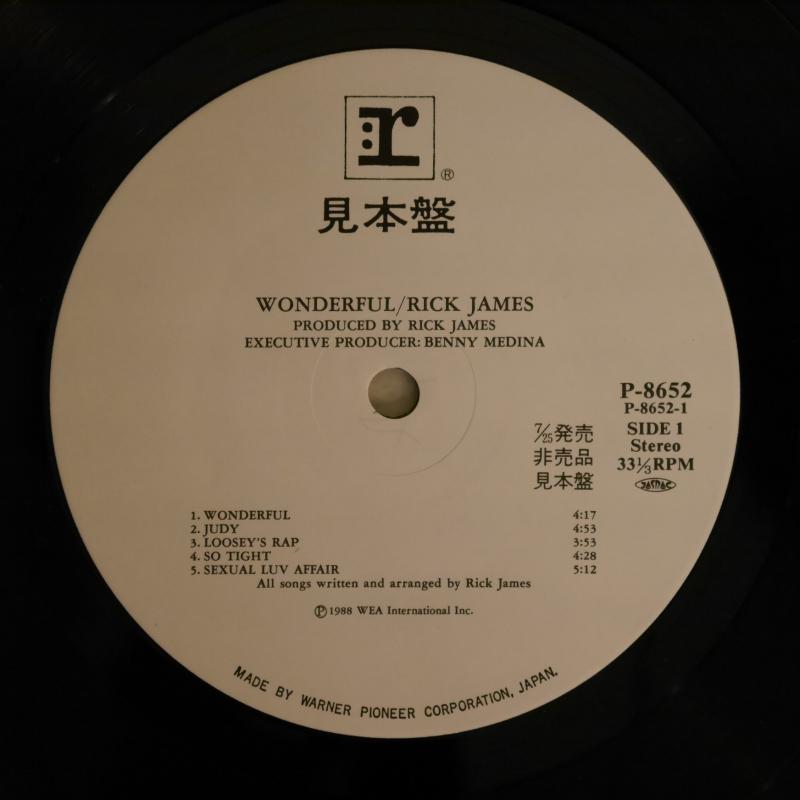 r
®
見本盤
WONDERFUL/RICK JAMES
PRODUCED BY RICK JAMES
EXECUTIVE PRODUCER: BENNY MEDINA
P-8652
P-8652-1
SIDE 1
Stereo
33⅓RPM
JASRAC
7/25発売
非売品
見本盤
1. WONDERFUL 4:17
2. JUDY 4:53
3. LOOSEY'S RAP 3:53
4. SO TIGHT 4:28
5. SEXUAL LUV AFFAIR 5:12
All songs written and arranged by Rick James
℗1988 WEA International Inc.
MADE BY WARNER PIONEER CORPORATION, JAPAN.